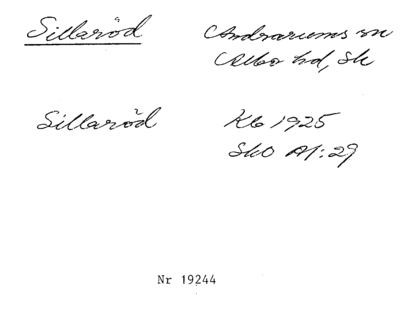 Sillaröd Andrarums sn
Albo hd, Sk
Sillaröd Kb 1925
SkO A1:29
Nr 19244